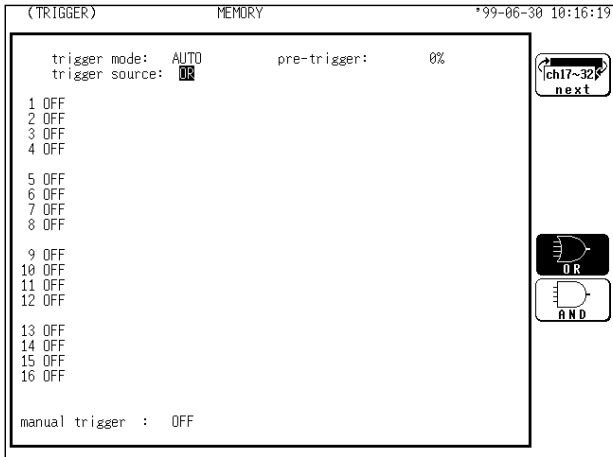 (TRIGGER) MEMORY '99-06-30 10:16:19
trigger mode: AUTO pre-trigger: 0%
trigger source: OR
ch17~32
next
1 OFF
2 OFF
3 OFF
4 OFF
5 OFF
6 OFF
7 OFF
8 OFF
9 OFF
10 OFF
11 OFF
12 OFF
OR
AND
13 OFF
14 OFF
15 OFF
16 OFF
manual trigger : OFF